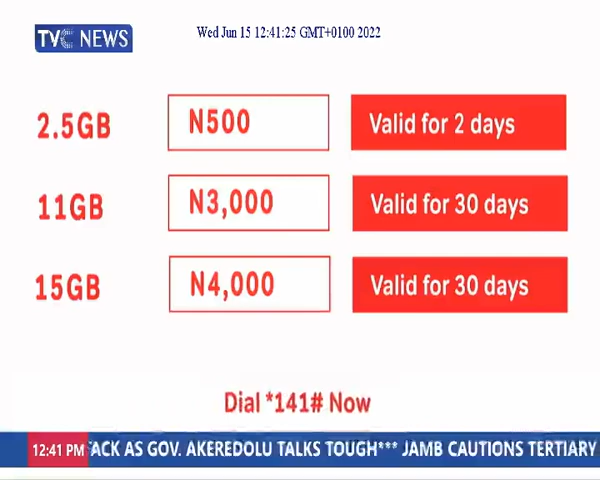 TVC NEWS
Wed Jun 15 12:41:25 GMT+0100 2022
2.5GB N500 Valid for 2 days
11GB N3,000 Valid for 30 days
15GB N4,000 Valid for 30 days
Dial *141# Now
12:41 PM AS GOV. AKEREDOLU TALKS TOUGH*** JAMB CAUTIONS TERTIARY